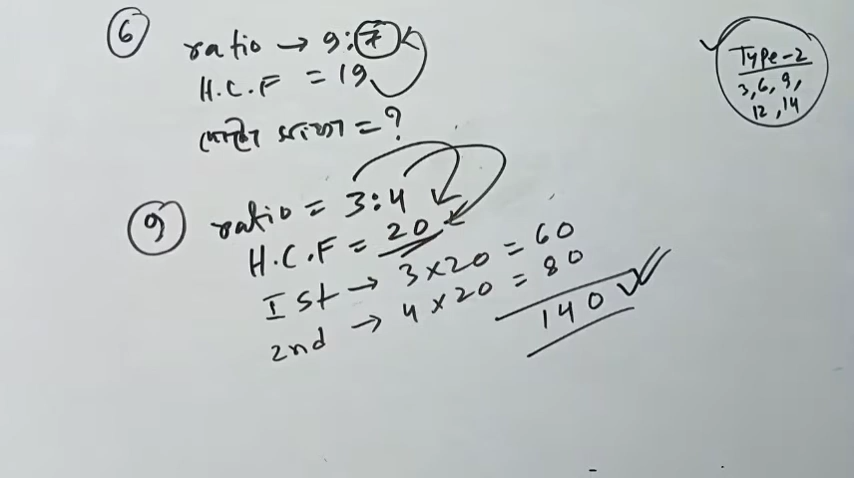 6
ratio → 9:7
H.C.F = 19
সংখ্যা = ?
Type-2
3, 6, 9,
12, 14
9
ratio = 3:4
H.C.F = 20
Ist → 3×20 = 60
2nd → 4×20 = 80
140